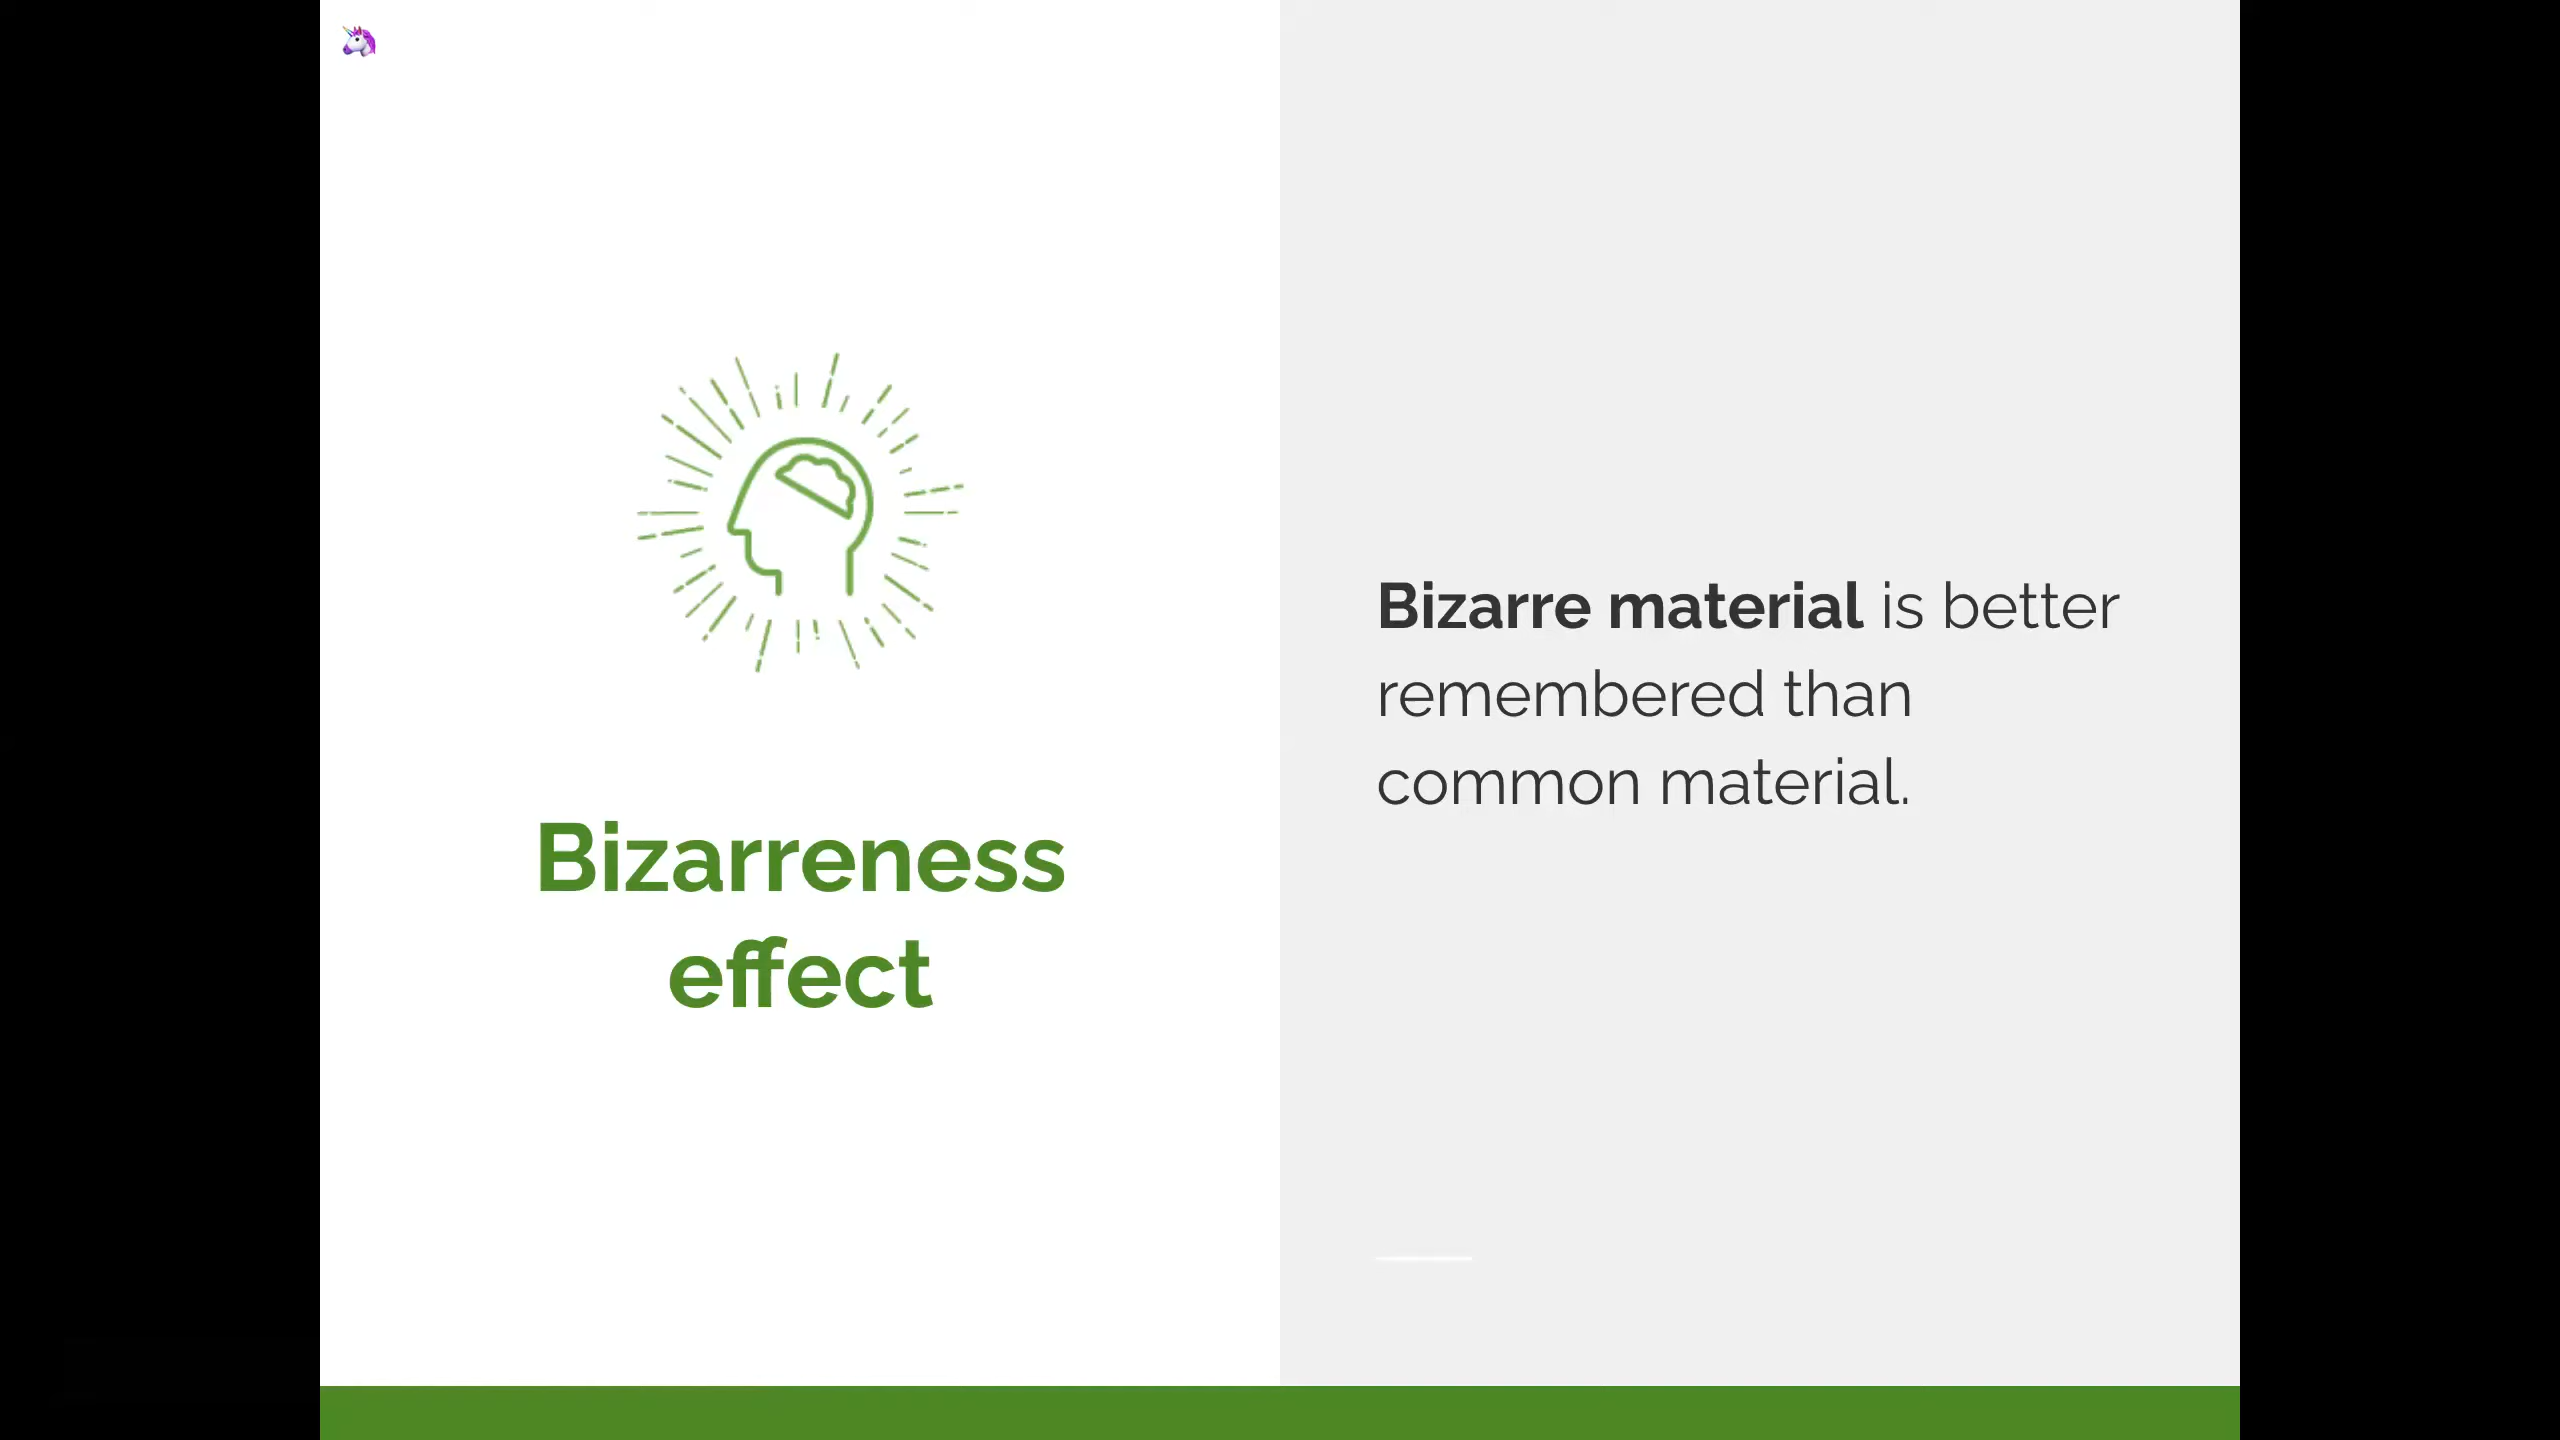 Bizarreness
effect
Bizarre material is better
remembered than
common material.